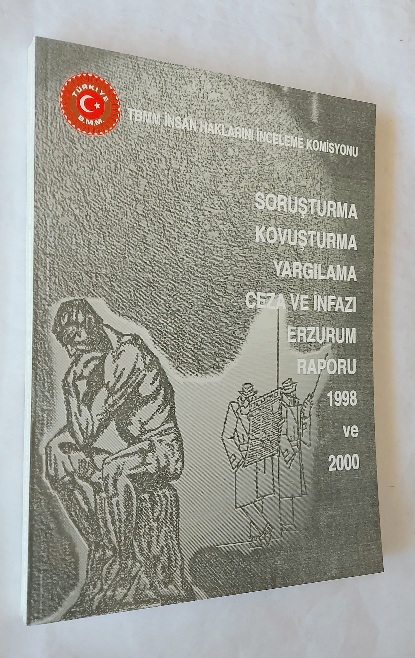 TÜRKİYE
B.M.M.
TBMM İNSAN HAKLARINI İNCELEME KOMİSYONU
SORUŞTURMA
KOVUŞTURMA
YARGILAMA
CEZA VE İNFAZI
ERZURUM
RAPORU
1998
ve
2000